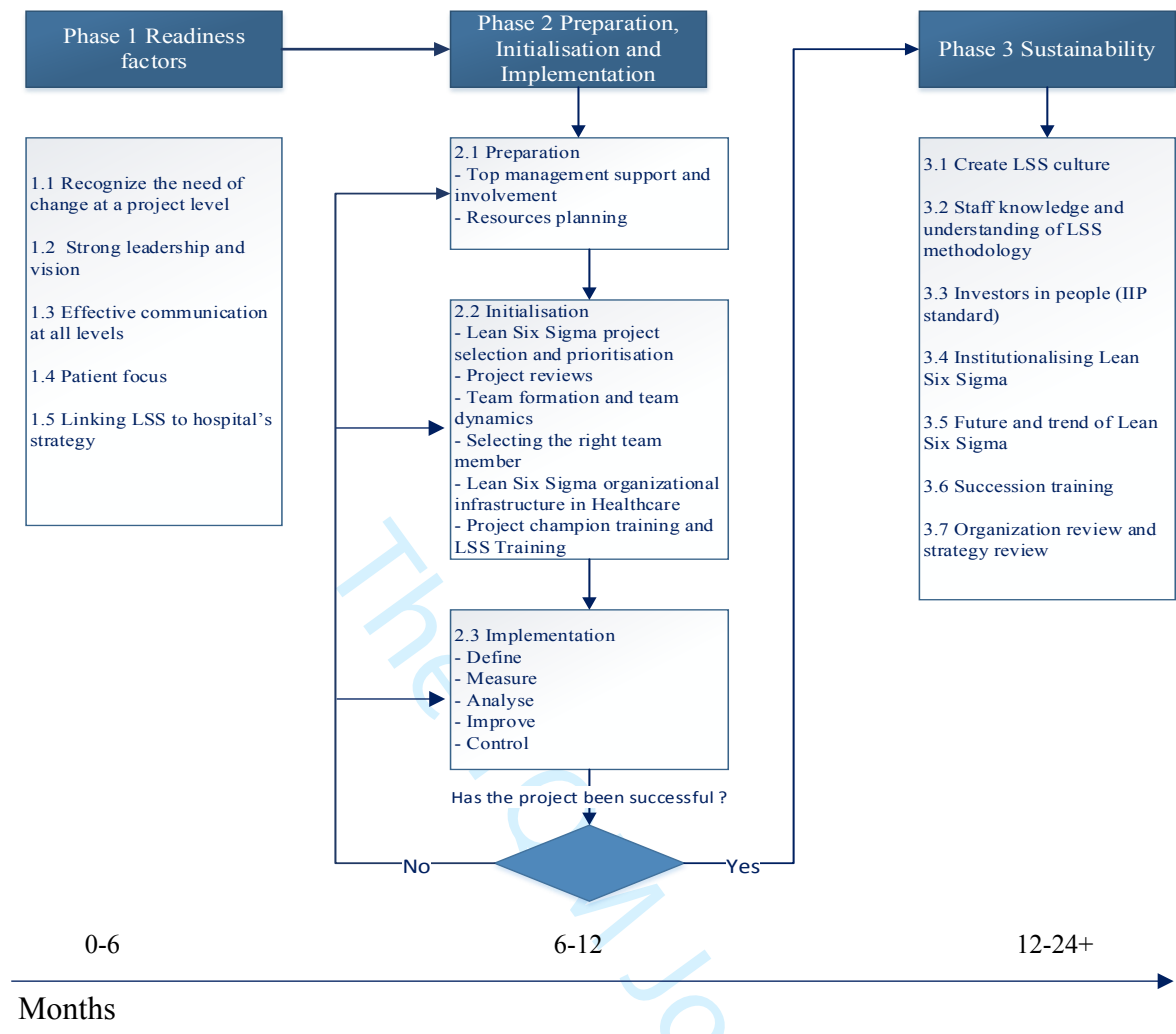 Phase 1 Readiness
factors
Phase 2 Preparation,
Initialisation and
Implementation
Phase 3 Sustainability
1.1 Recognize the need of
change at a project level
1.2 Strong leadership and
vision
1.3 Effective communication
at all levels
1.4 Patient focus
1.5 Linking LSS to hospital's
strategy
2.1 Preparation
- Top management support and
involvement
- Resources planning
2.2 Initialisation
- Lean Six Sigma project
selection and prioritisation
- Project reviews
- Team formation and team
dynamics
- Selecting the right team
member
- Lean Six Sigma organizational
infrastructure in Healthcare
- Project champion training and
LSS Training
2.3 Implementation
- Define
- Measure
- Analyse
- Improve
- Control
Has the project been successful ?
No
Yes
3.1 Create LSS culture
3.2 Staff knowledge and
understanding of LSS
methodology
3.3 Investors in people (IIP
standard)
3.4 Institutionalising Lean
Six Sigma
3.5 Future and trend of Lean
Six Sigma
3.6 Succession training
3.7 Organization review and
strategy review
0-6
6-12
12-24+
Months